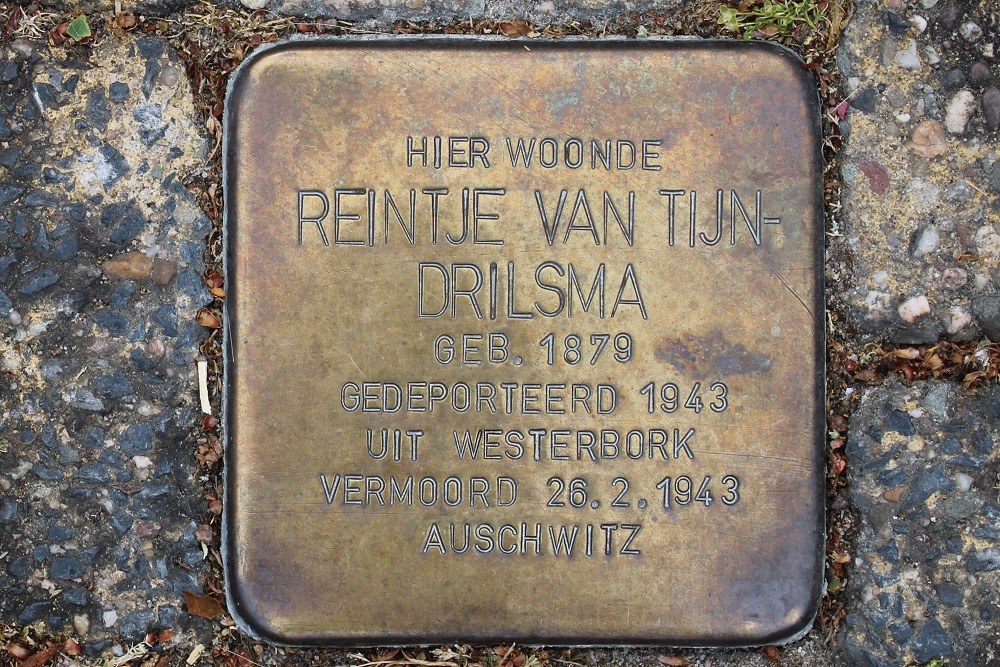 HIER WOONDE
REINTJE VAN TIJN-
DRILSMA
GEB. 1879
GEDEPORTEERD 1943
UIT WESTERBORK
VERMOORD 26.2.1943
AUSCHWITZ